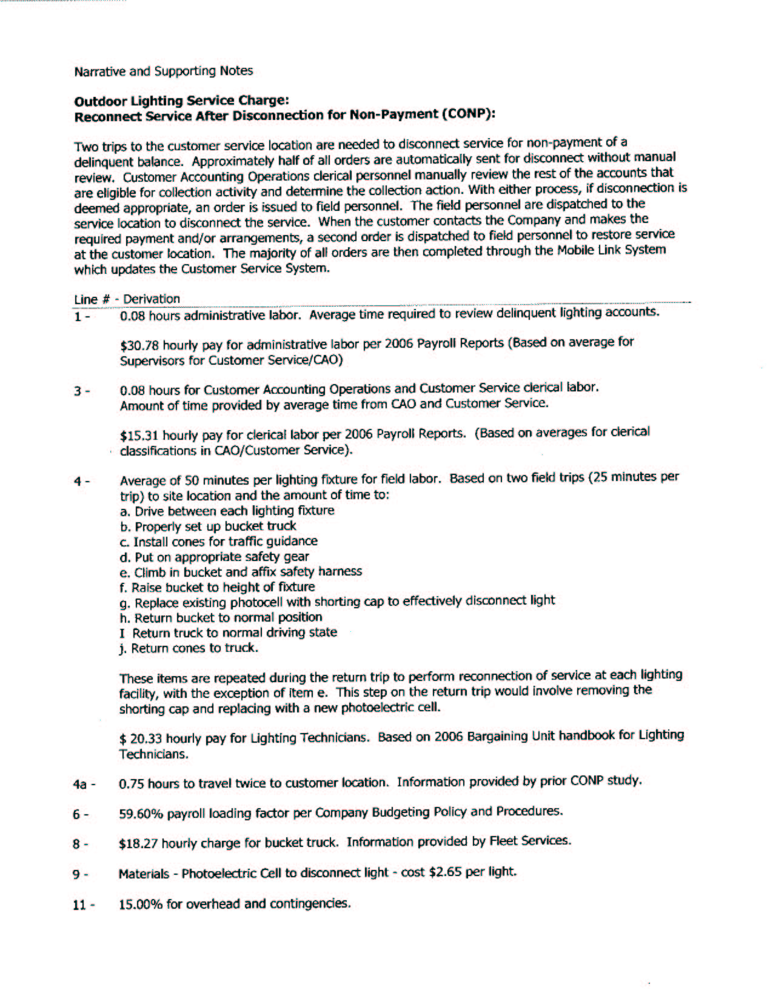 Narrative and Supporting Notes
Outdoor Lighting Service Charge:
Reconnect Service After Disconnection for Non-Payment (CONP):
Two trips to the customer service location are needed to disconnect service for non-payment of a
delinquent balance. Approximately half of all orders are automatically sent for disconnect without manual
review. Customer Accounting Operations clerical personnel manually review the rest of the accounts that
are eligible for collection activity and determine the collection action. With either process, if disconnection is
deemed appropriate, an order is issued to field personnel. The field personnel are dispatched to the
service location to disconnect the service. When the customer contacts the Company and makes the
required payment and/or arrangements, a second order is dispatched to field personnel to restore service
at the customer location. The majority of all orders are then completed through the Mobile Link System
which updates the Customer Service System.
Line # - Derivation
1 - 0.08 hours administrative labor. Average time required to review delinquent lighting accounts.
$30.78 hourly pay for administrative labor per 2006 Payroll Reports (Based on average for
Supervisors for Customer Service/CAO)
3 - 0.08 hours for Customer Accounting Operations and Customer Service clerical labor.
Amount of time provided by average time from CAO and Customer Service.
$15.31 hourly pay for clerical labor per 2006 Payroll Reports. (Based on averages for clerical
classifications in CAO/Customer Service).
4 - Average of 50 minutes per lighting fixture for field labor. Based on two field trips (25 minutes per
trip) to site location and the amount of time to:
a. Drive between each lighting fixture
b. Properly set up bucket truck
c. Install cones for traffic guidance
d. Put on appropriate safety gear
e. Climb in bucket and affix safety harness
f. Raise bucket to height of fixture
g. Replace existing photocell with shorting cap to effectively disconnect light
h. Return bucket to normal position
I Return truck to normal driving state
j. Return cones to truck.
These items are repeated during the return trip to perform reconnection of service at each lighting
facility, with the exception of item e. This step on the return trip would involve removing the
shorting cap and replacing with a new photoelectric cell.
$ 20.33 hourly pay for Lighting Technicians. Based on 2006 Bargaining Unit handbook for Lighting
Technicians.
4a - 0.75 hours to travel twice to customer location. Information provided by prior CONP study.
6 - 59.60% payroll loading factor per Company Budgeting Policy and Procedures.
8 - $18.27 hourly charge for bucket truck. Information provided by Fleet Services.
9 - Materials - Photoelectric Cell to disconnect light - cost $2.65 per light.
11 - 15.00% for overhead and contingencies.